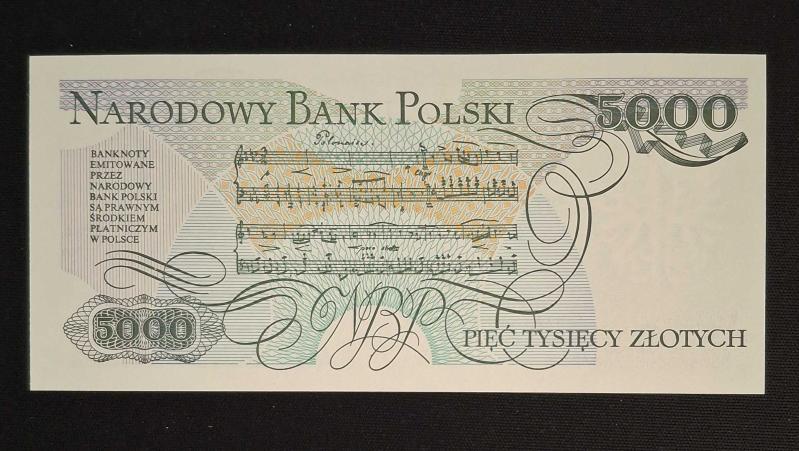 NARODOWY BANK POLSKI
5000
Polonaises.
BANKNOTY
EMITOWANE
PRZEZ
NARODOWY
BANK POLSKI
SĄ PRAWNYM
ŚRODKIEM
PŁATNICZYM
W POLSCE
5000
NBP
PIĘĆ TYSIĘCY ZŁOTYCH